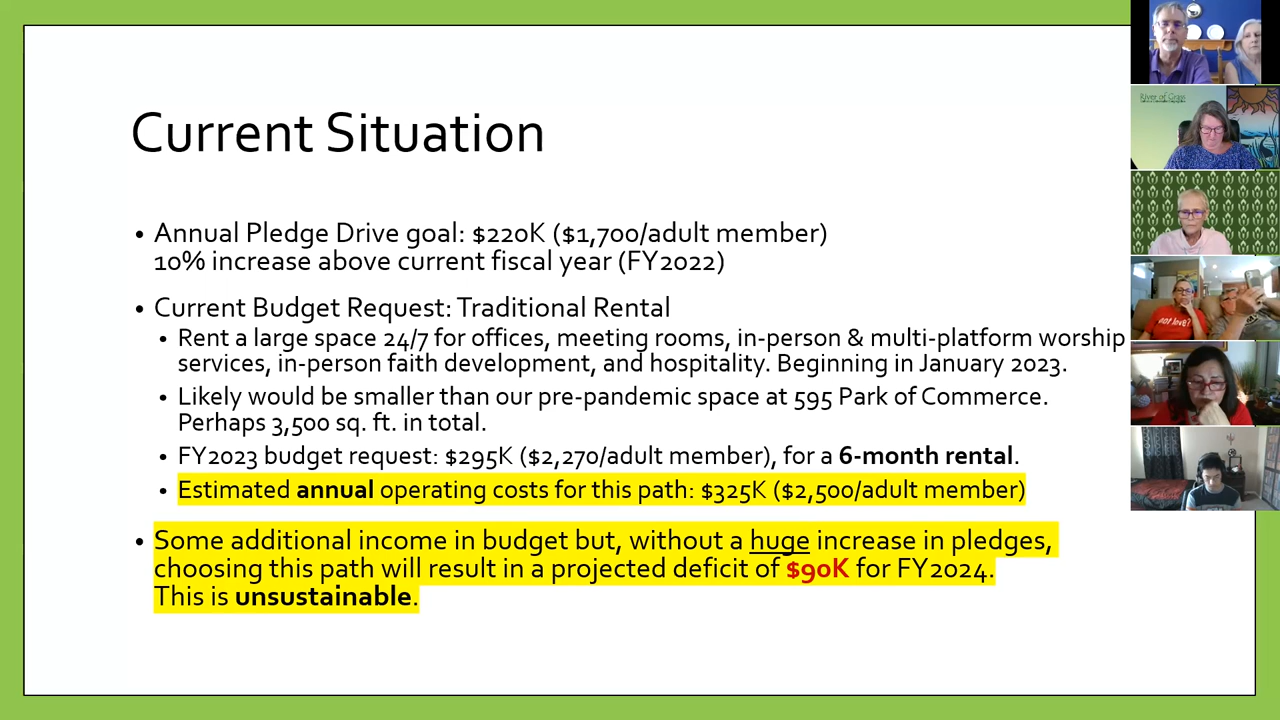 Current Situation
• Annual Pledge Drive goal: $220K ($1,700/adult member)
10% increase above current fiscal year (FY2022)
• Current Budget Request: Traditional Rental
• Rent a large space 24/7 for offices, meeting rooms, in-person & multi-platform worship
services, in-person faith development, and hospitality. Beginning in January 2023.
• Likely would be smaller than our pre-pandemic space at 595 Park of Commerce.
Perhaps 3,500 sq. ft. in total.
• FY2023 budget request: $295K ($2,270/adult member), for a 6-month rental.
• Estimated annual operating costs for this path: $325K ($2,500/adult member)
• Some additional income in budget but, without a huge increase in pledges,
choosing this path will result in a projected deficit of $90K for FY2024.
This is unsustainable.
River of Grass
not love?